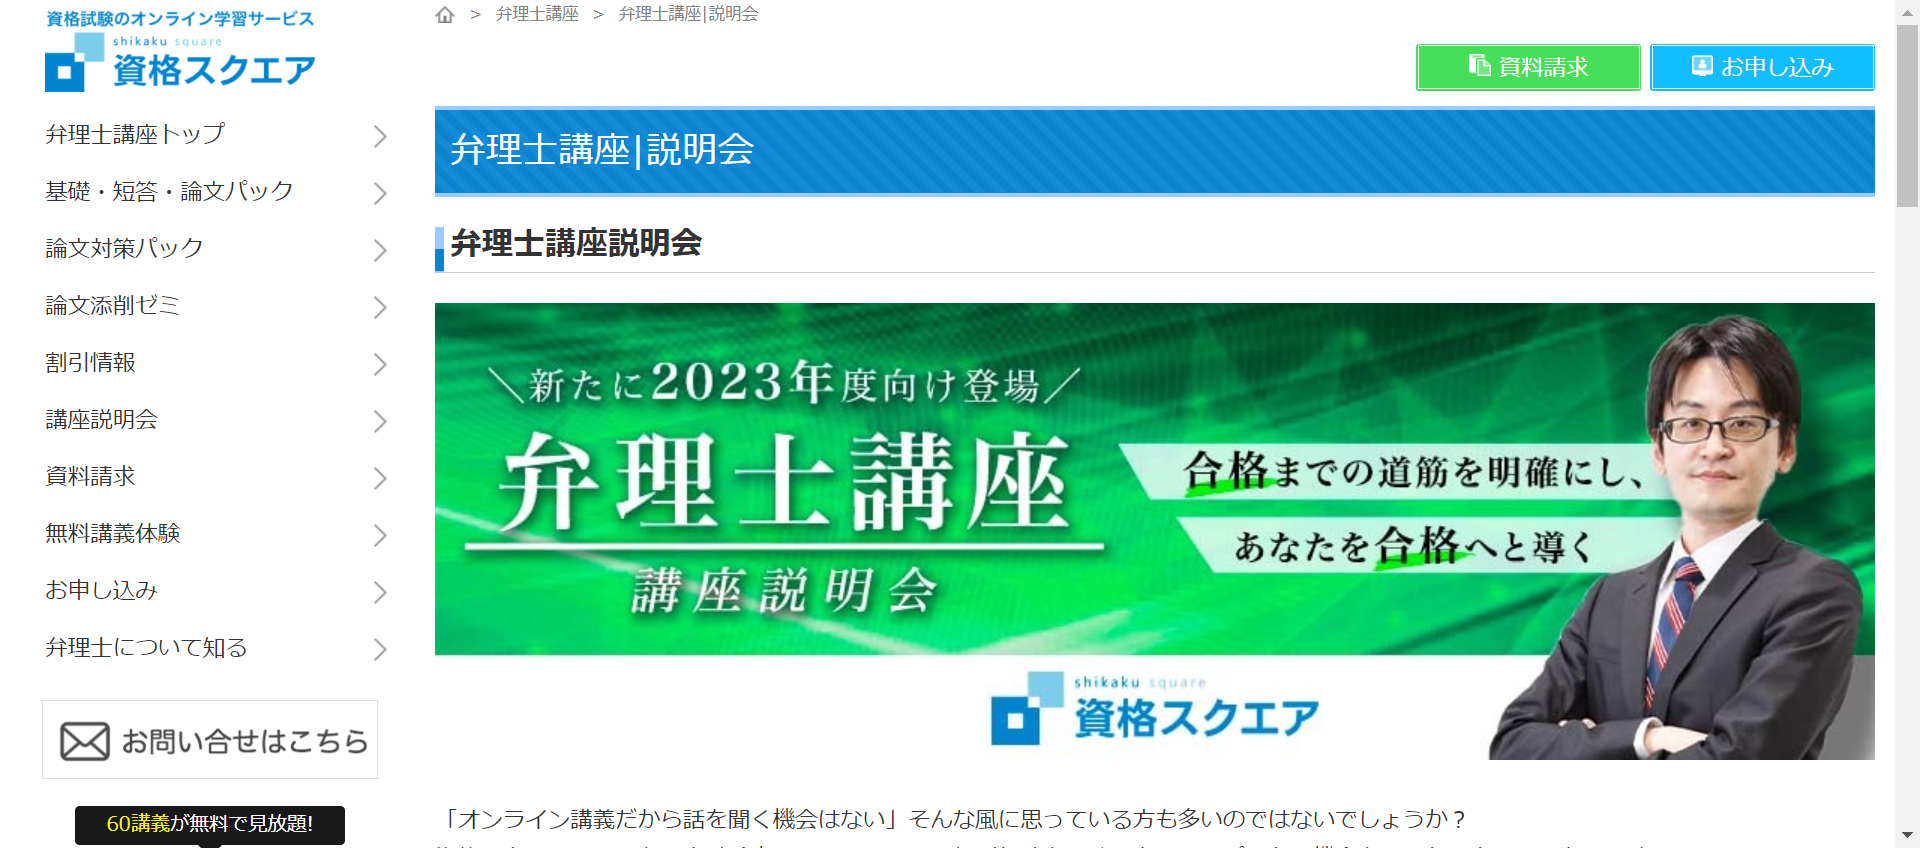 資格試験のオンライン学習サービス
shikaku square
資格スクエア
弁理士講座トップ
基礎・短答・論文パック
論文対策パック
論文添削ゼミ
割引情報
講座説明会
資料請求
無料講義体験
お申し込み
弁理士について知る
お問い合せはこちら
60講義が無料で見放題!
> 弁理士講座 > 弁理士講座|説明会
資料請求
お申し込み
弁理士講座|説明会
弁理士講座説明会
＼新たに2023年度向け登場／
弁理士講座
講座説明会
合格までの道筋を明確にし、
あなたを合格へと導く
shikaku square
資格スクエア
「オンライン講義だから話を聞く機会はない」そんな風に思っている方も多いのではないでしょうか？